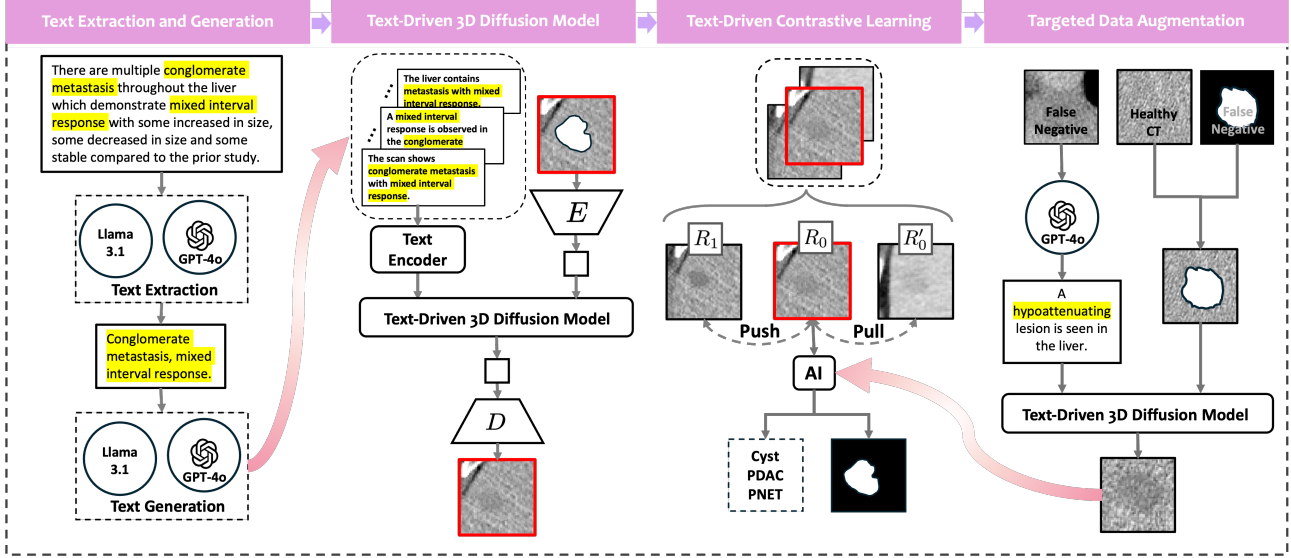 Text Extraction and Generation
Text-Driven 3D Diffusion Model
Text-Driven Contrastive Learning
Targeted Data Augmentation
There are multiple conglomerate
metastasis throughout the liver
which demonstrate mixed interval
response with some increased in size,
some decreased in size and some
stable compared to the prior study.
Llama
3.1
GPT-4o
Text Extraction
Conglomerate
metastasis, mixed
interval response.
Llama
3.1
GPT-4o
Text Generation
The liver contains
metastasis with mixed
interval response.
A mixed interval
response is observed in
the conglomerate
The scan shows
conglomerate metastasis
with mixed interval
response.
Text
Encoder
E
Text-Driven 3D Diffusion Model
D
R₁
R₀
R₀′
Push
Pull
AI
Cyst
PDAC
PNET
False
Negative
Healthy
CT
False
Negative
GPT-4o
A
hypoattenuating
lesion is seen in
the liver.
Text-Driven 3D Diffusion Model